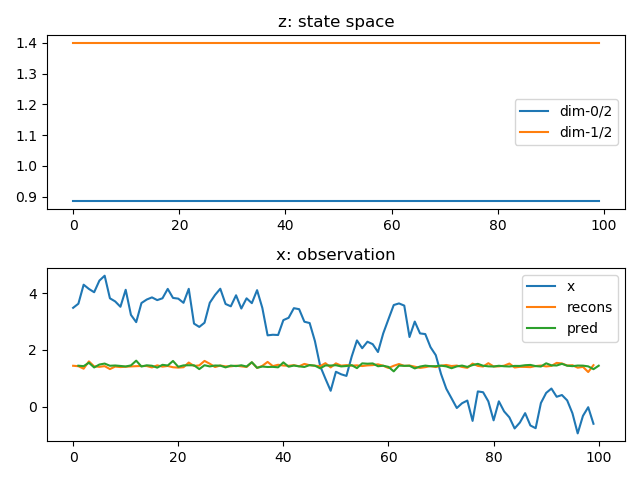 z: state space
1.4
1.3
1.2
1.1
1.0
0.9
dim-0/2
dim-1/2
0 20 40 60 80 100
x: observation
4
2
0
x
recons
pred
0 20 40 60 80 100